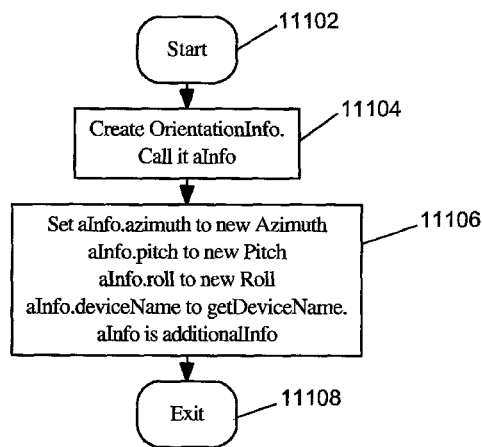 11102
Start
11104
Create OrientationInfo.
Call it aInfo
11106
Set aInfo.azimuth to new Azimuth
aInfo.pitch to new Pitch
aInfo.roll to new Roll
aInfo.deviceName to getDeviceName.
aInfo is additionalInfo
11108
Exit